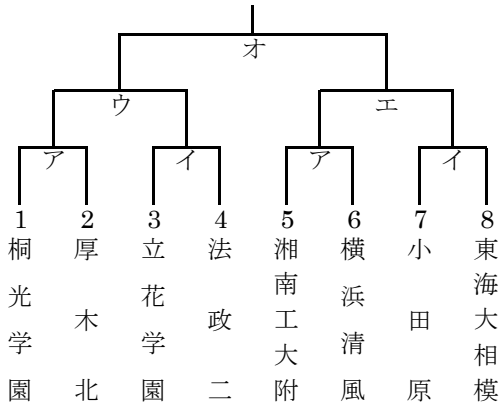 オ
ウ
エ
ア
イ
ア
イ
1 2 3 4 5 6 7 8
桐光学園
厚木北
立花学園
法政二
湘南工大附
横浜清風
小田原
東海大相模